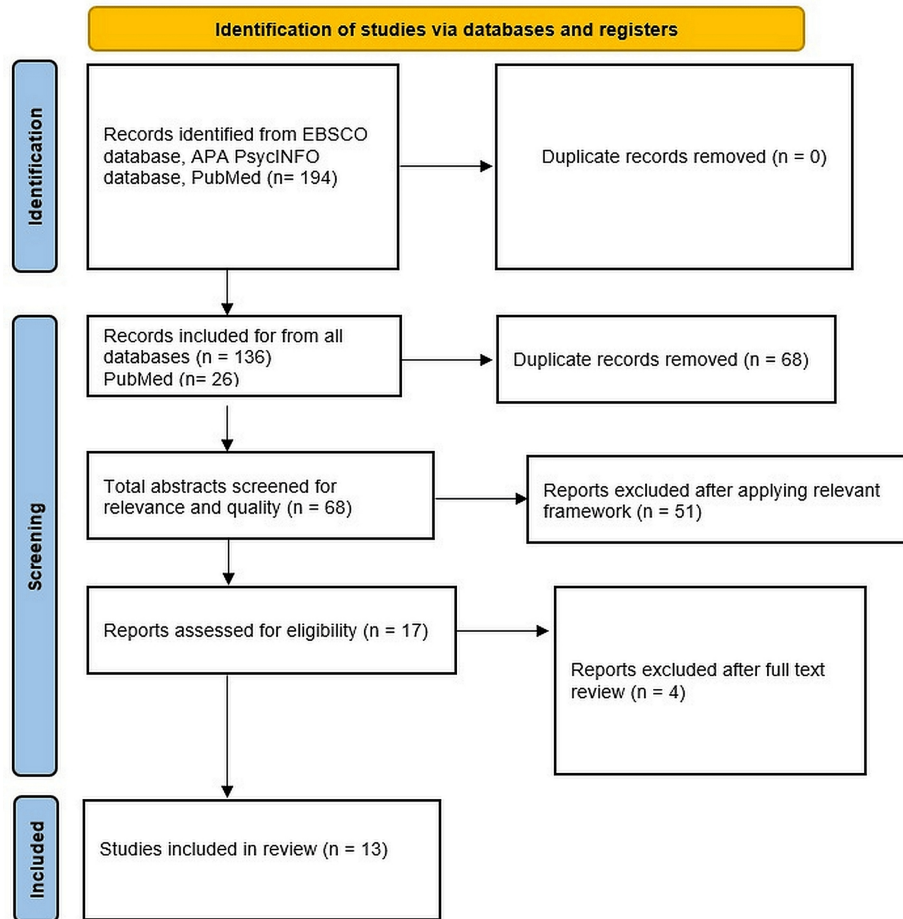 Identification of studies via databases and registers
Identification
Records identified from EBSCO
database, APA PsycINFO
database, PubMed (n= 194)
Duplicate records removed (n = 0)
Screening
Records included for from all
databases (n = 136)
PubMed (n= 26)
Duplicate records removed (n = 68)
Total abstracts screened for
relevance and quality (n = 68)
Reports excluded after applying relevant
framework (n = 51)
Reports assessed for eligibility (n = 17)
Reports excluded after full text
review (n = 4)
Included
Studies included in review (n = 13)